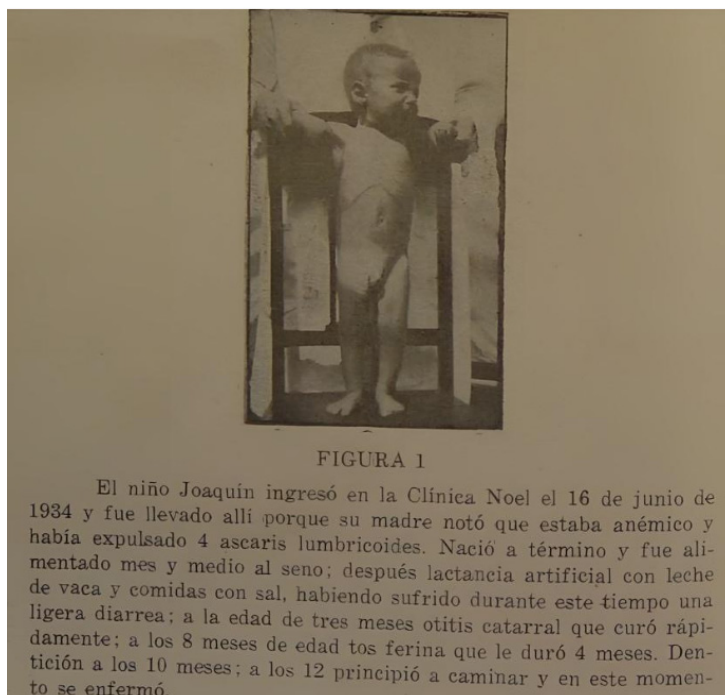 FIGURA 1
El niño Joaquín ingresó en la Clínica Noel el 16 de junio de
1934 y fue llevado allí porque su madre notó que estaba anémico y
había expulsado 4 ascaris lumbricoides. Nació a término y fue ali-
mentado mes y medio al seno; después lactancia artificial con leche
de vaca y comidas con sal, habiendo sufrido durante este tiempo una
ligera diarrea; a la edad de tres meses otitis catarral que curó rápi-
damente; a los 8 meses de edad tos ferina que le duró 4 meses. Den-
tición a los 10 meses; a los 12 principió a caminar y en este momen-
to se enfermó.